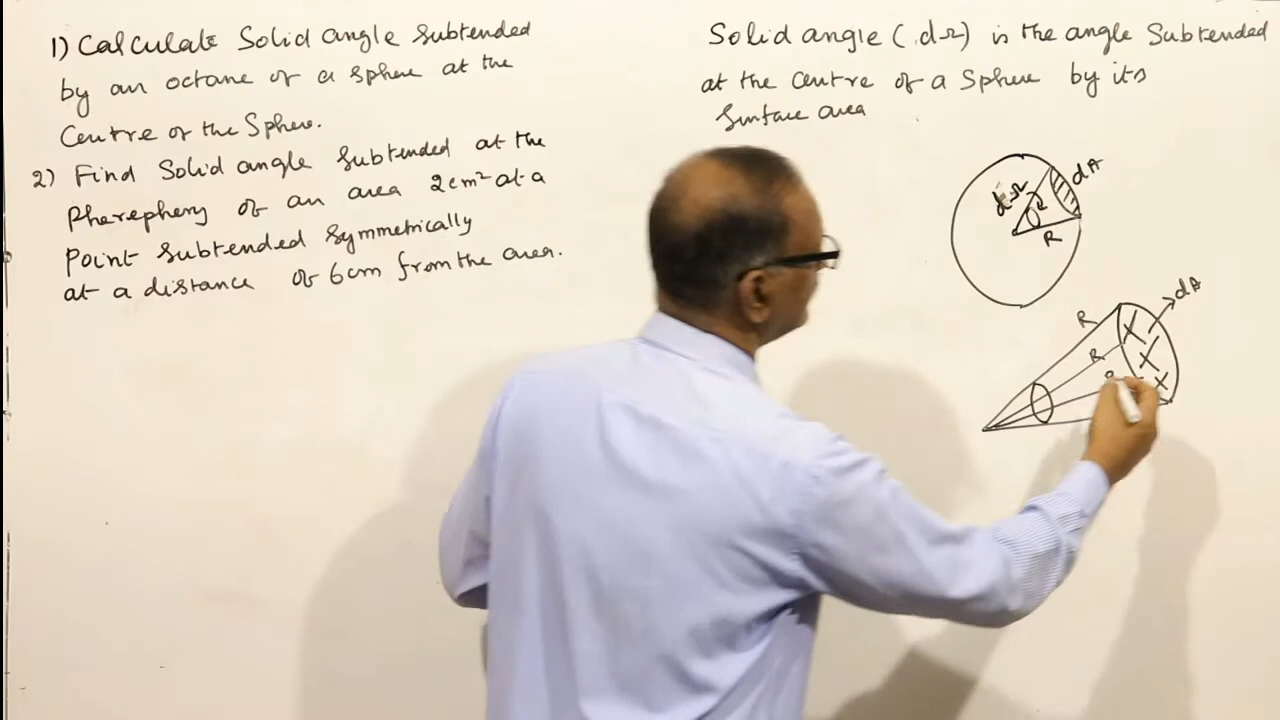 1) Calculate Solid angle Subtended
by an octane of a sphere at the
Centre of the Sphere.
2) Find Solid angle Subtended at the
Pherephery of an area 2cm² at a
Point Subtended Symmetrically
at a distance of 6cm from the area.
Solid angle (dΩ) is the angle Subtended
at the Centre of a Sphere by its
Surface area
dA
dΩ
R
dA
R
R